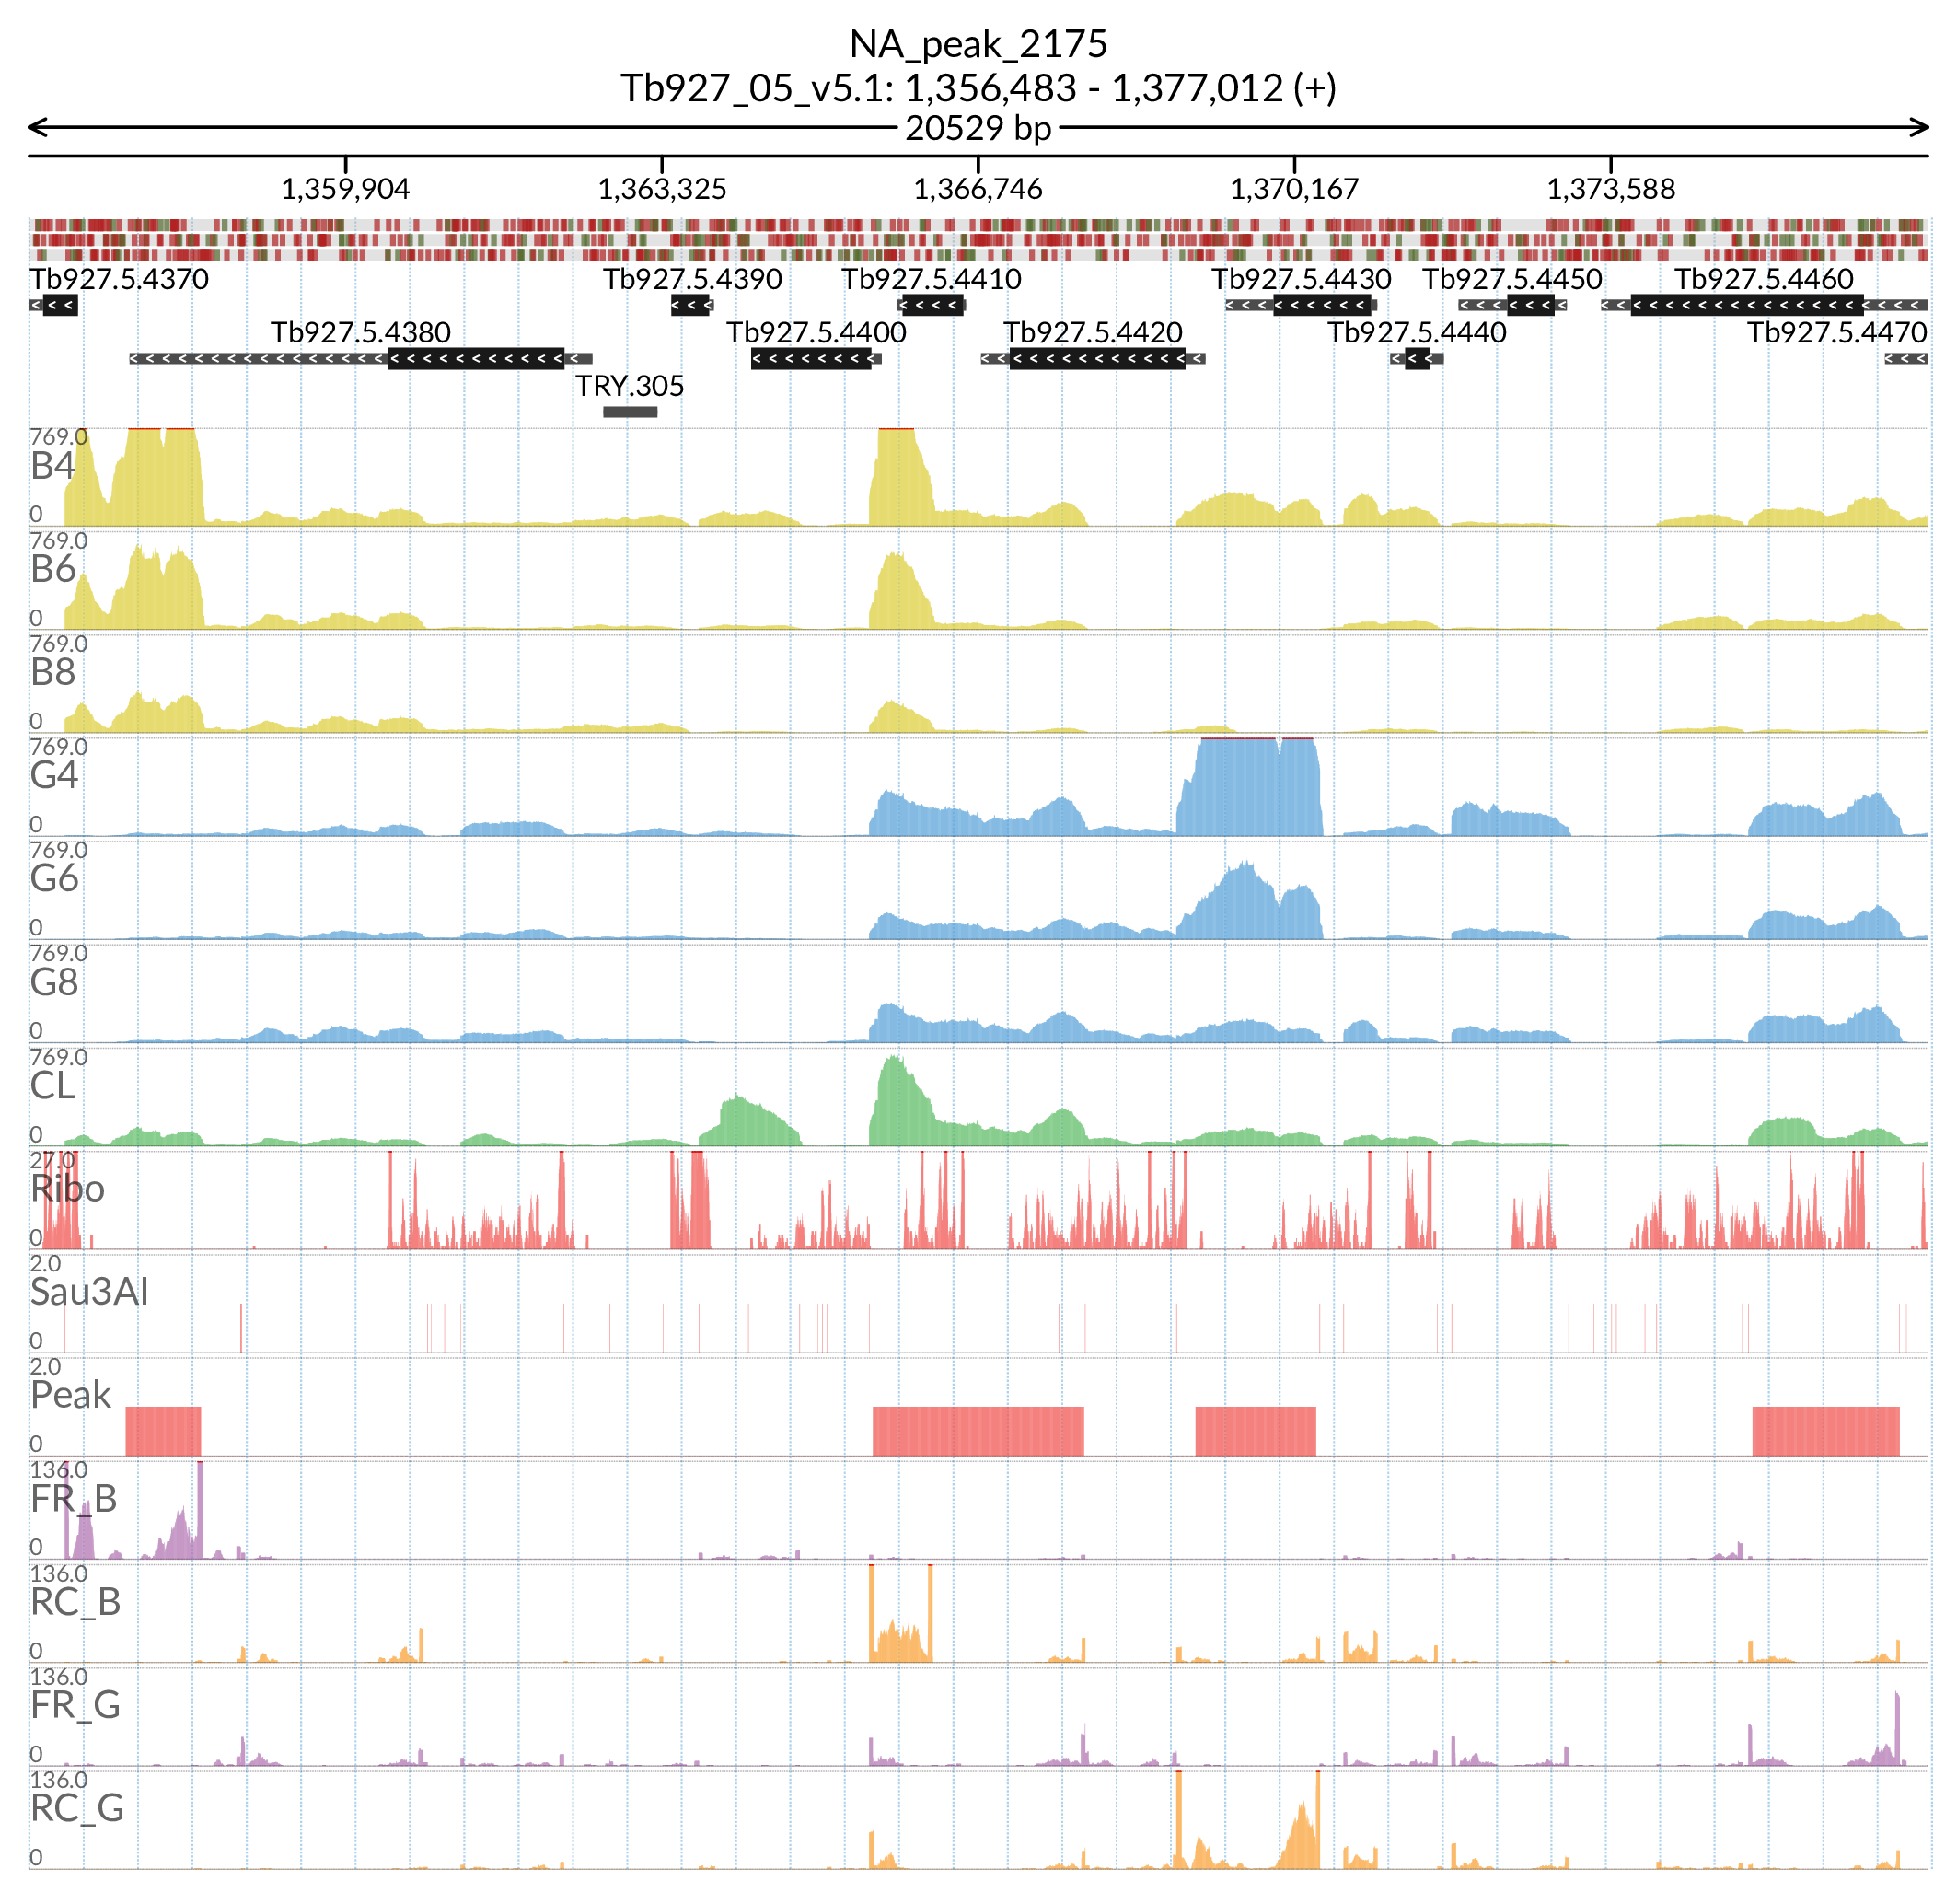 NA_peak_2175
Tb927_05_v5.1: 1,356,483 - 1,377,012 (+)
20529 bp
1,359,904 1,363,325 1,366,746 1,370,167 1,373,588
Tb927.5.4370 Tb927.5.4390 Tb927.5.4410 Tb927.5.4430 Tb927.5.4450 Tb927.5.4460
Tb927.5.4380 Tb927.5.4400 Tb927.5.4420 Tb927.5.4440 Tb927.5.4470
TRY.305
769.0
B4
0
769.0
B6
0
769.0
B8
0
769.0
G4
0
769.0
G6
0
769.0
G8
0
769.0
CL
0
27.0
Ribo
0
2.0
Sau3AI
0
2.0
Peak
0
136.0
FR_B
0
136.0
RC_B
0
136.0
FR_G
0
136.0
RC_G
0